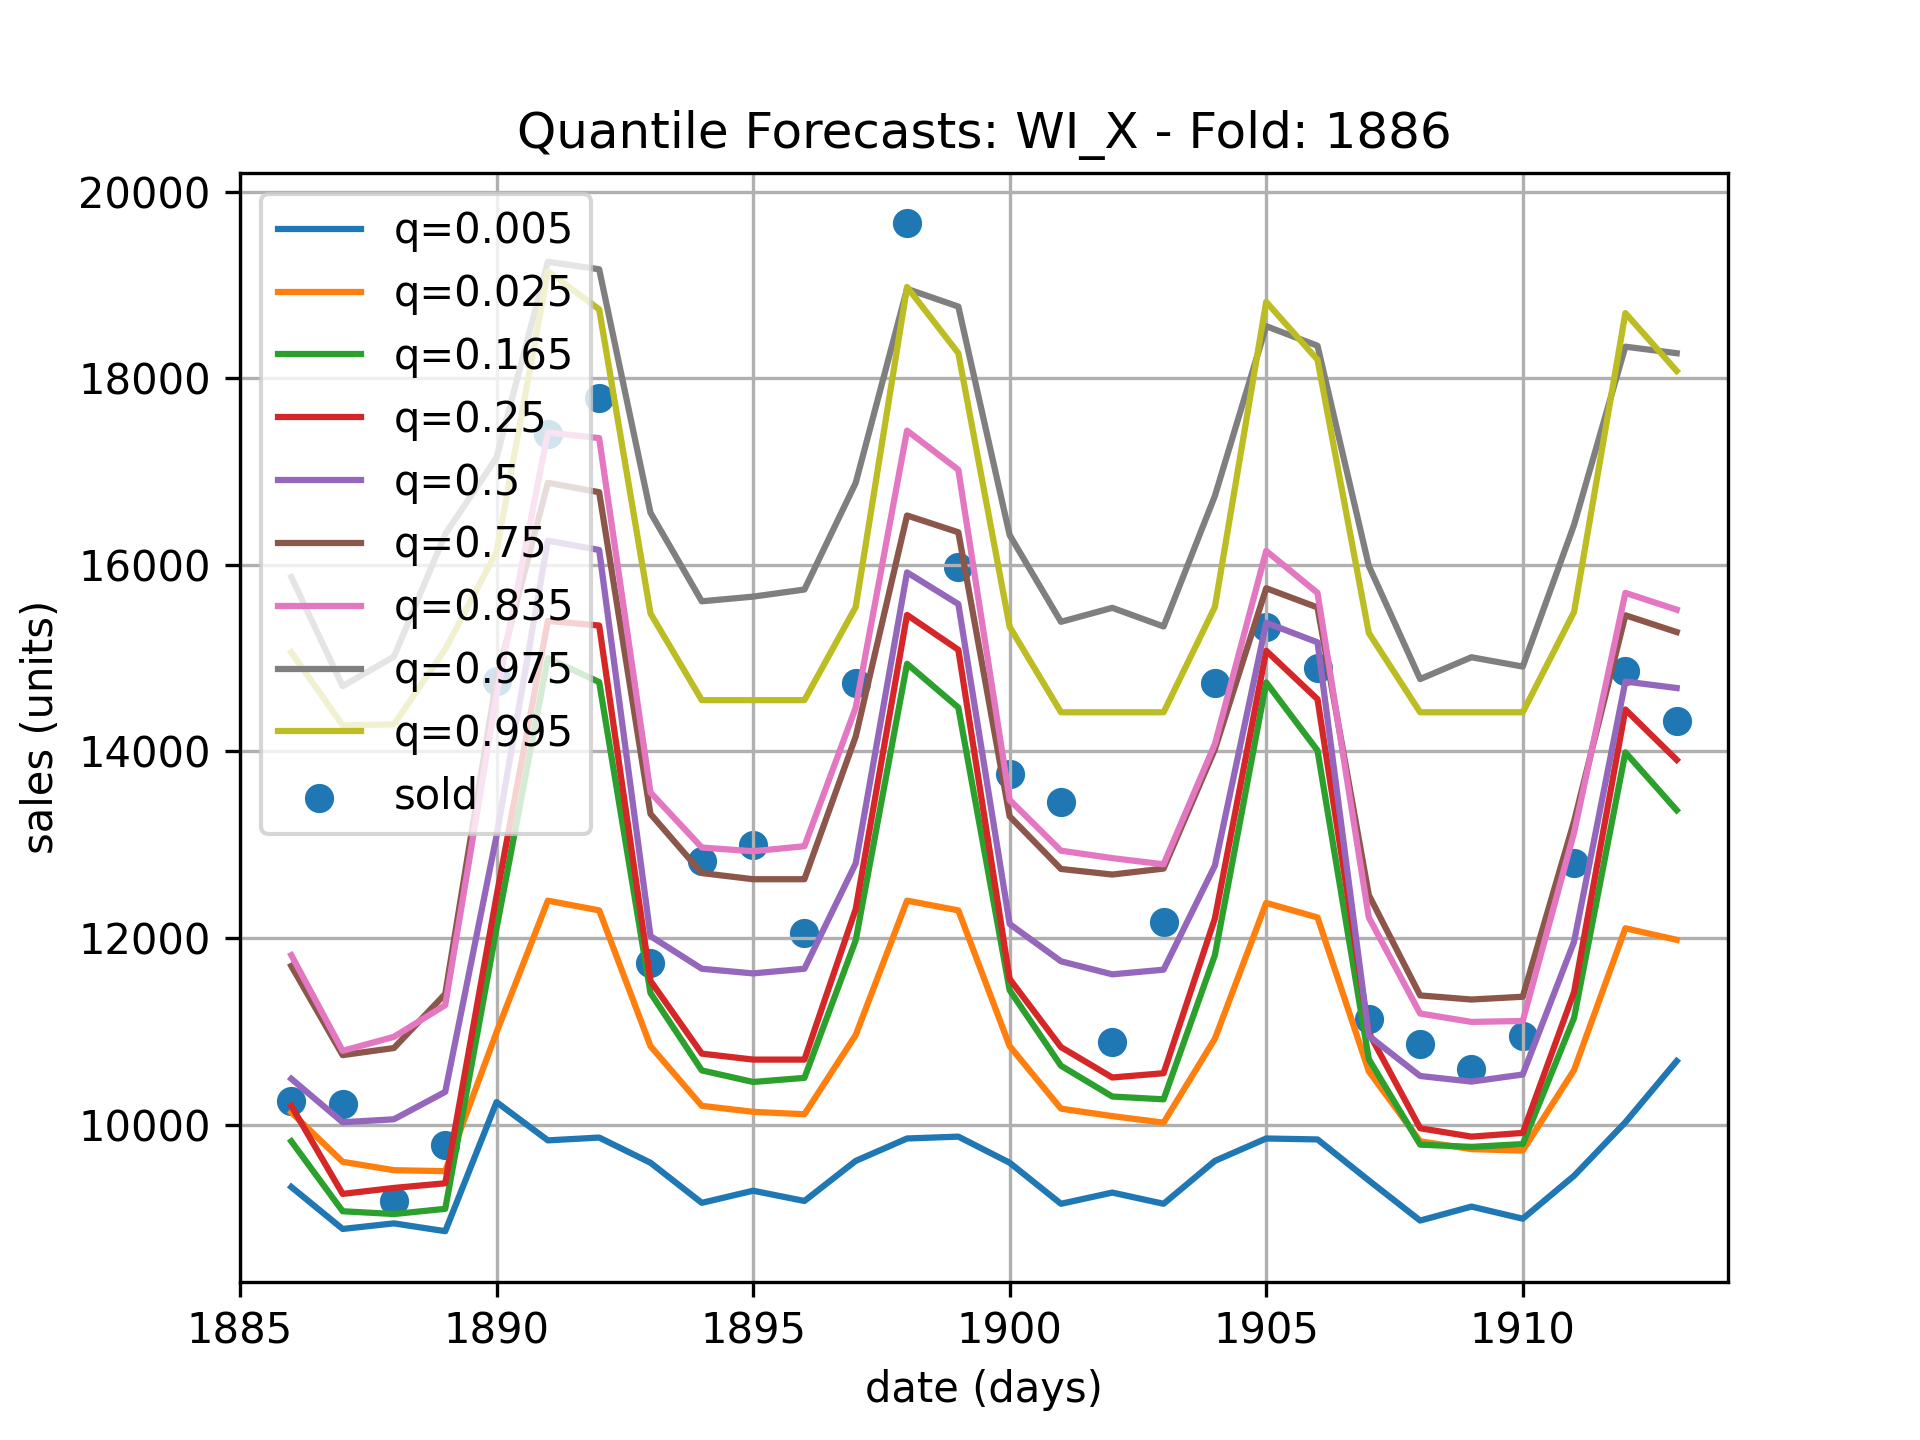 Quantile Forecasts: WI_X - Fold: 1886
20000
18000
16000
14000
12000
10000
sales (units)
q=0.005
q=0.025
q=0.165
q=0.25
q=0.5
q=0.75
q=0.835
q=0.975
q=0.995
sold
1885
1890
1895
1900
1905
1910
date (days)